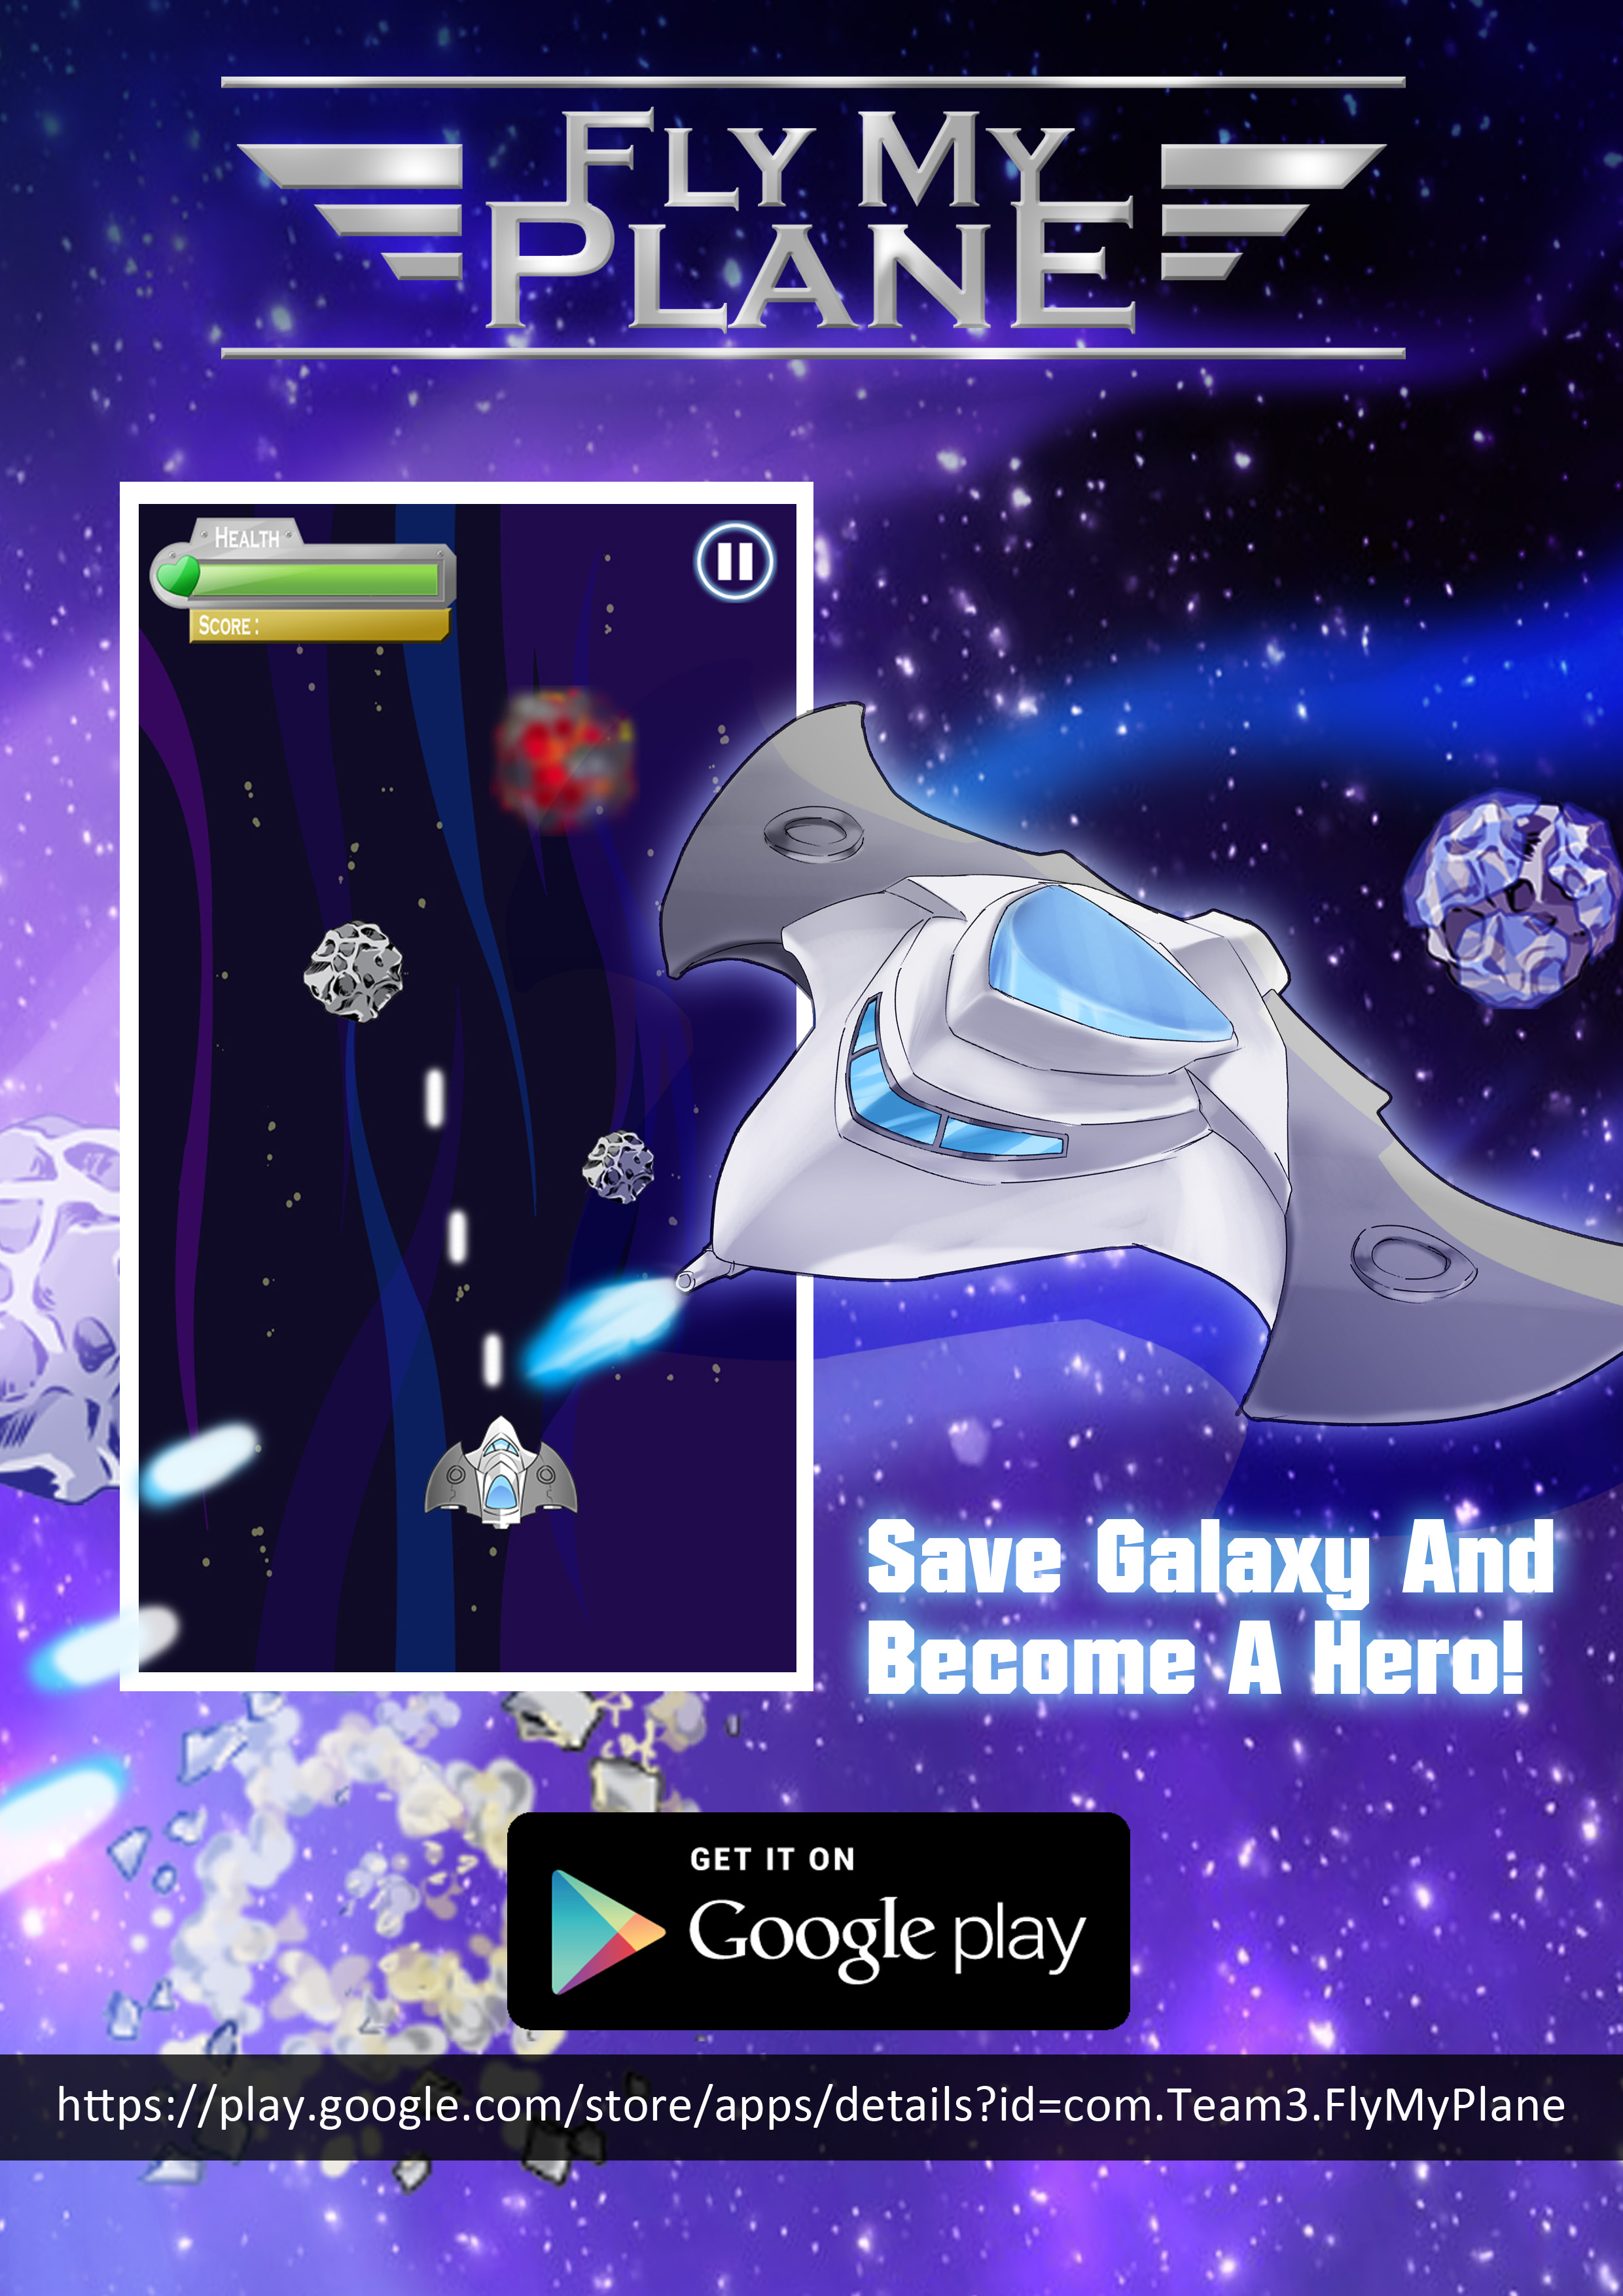 Fly My
Plane
Health
Score:
Save Galaxy And
Become A Hero!
GET IT ON
Google play
https://play.google.com/store/apps/details?id=com.Team3.FlyMyPlane